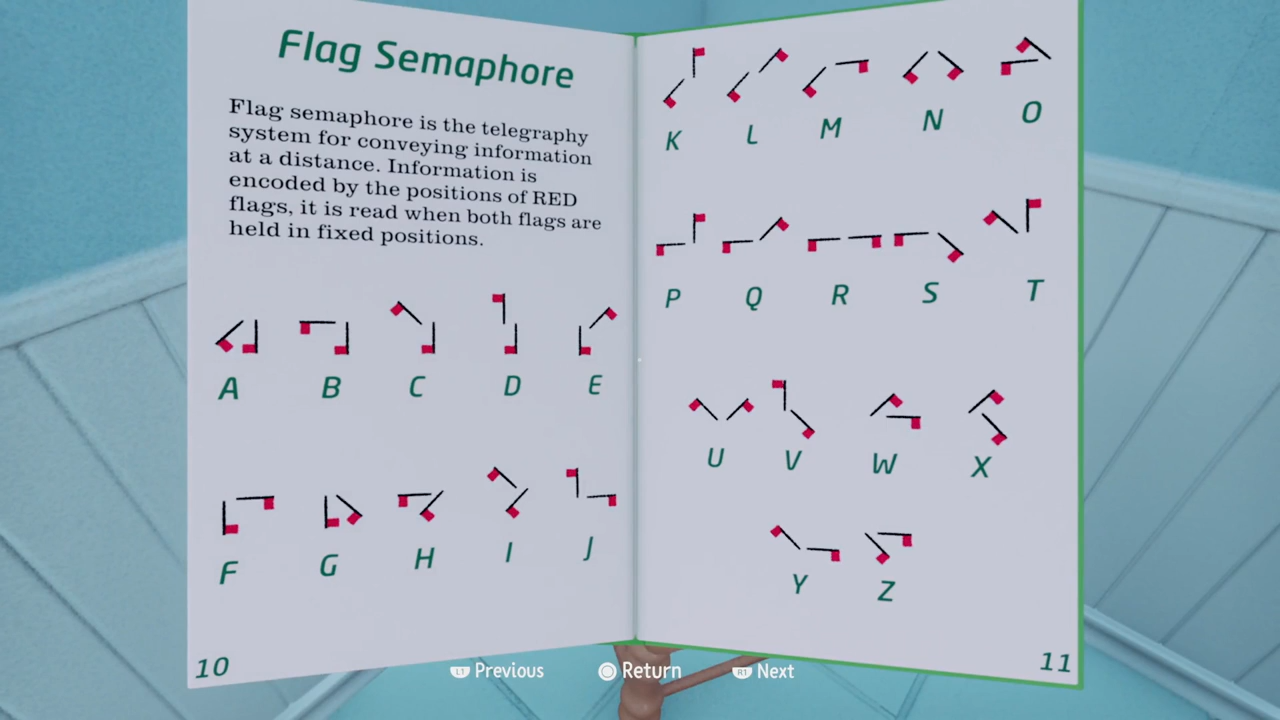 Flag Semaphore
Flag semaphore is the telegraphy
system for conveying information
at a distance. Information is
encoded by the positions of RED
flags, it is read when both flags are
held in fixed positions.
A B C D E
F G H I J
10
K L M N O
P Q R S T
U V W X
Y Z
11
L1 Previous Return R1 Next